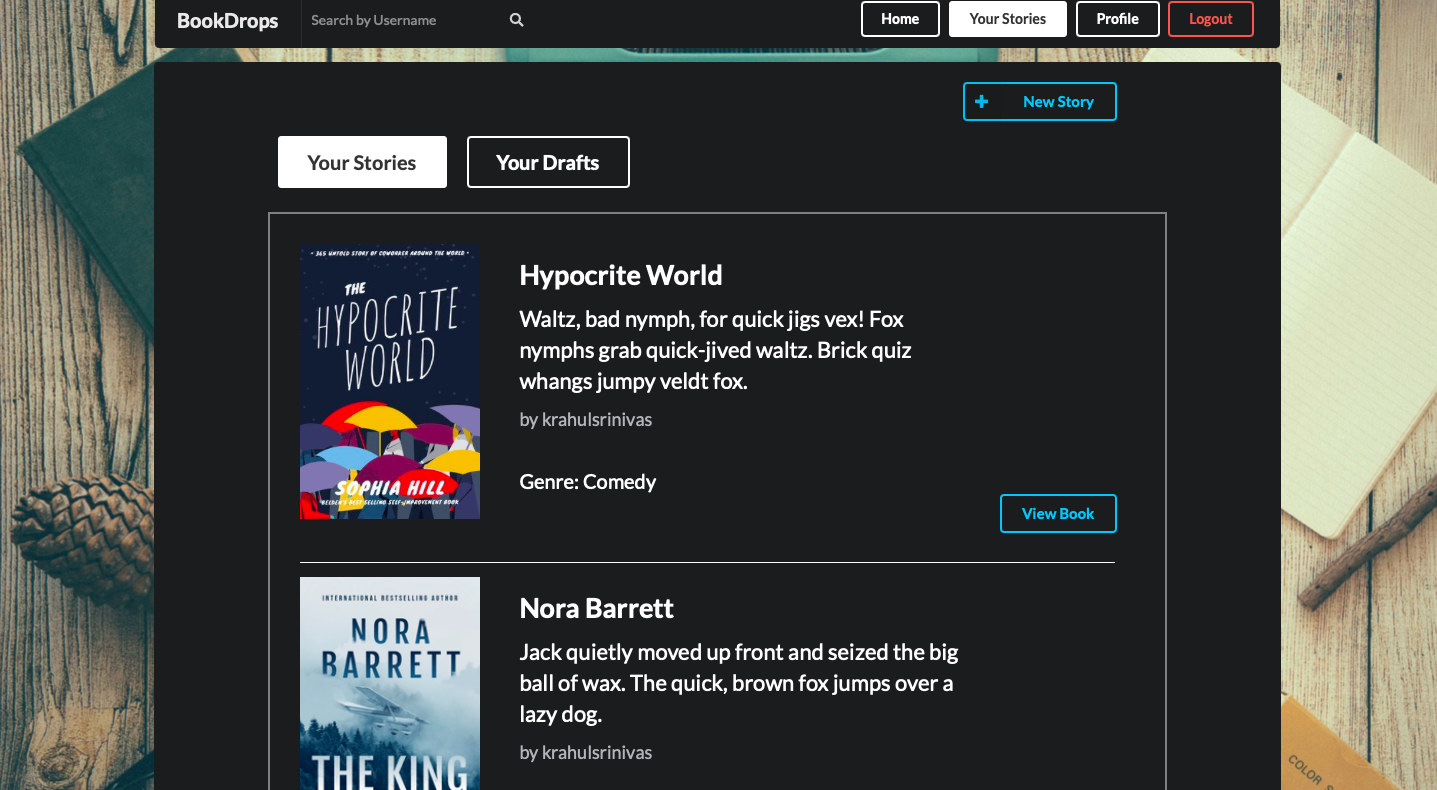 BookDrops
Search by Username
Home
Your Stories
Profile
Logout
New Story
Your Stories
Your Drafts
• 365 UNTOLD STORY OF COWORKER AROUND THE WORLD •
THE
HYPOCRITE
WORLD
SOPHIA HILL
BELDEN'S BEST SELLING SELF-IMPROVEMENT BOOK
Hypocrite World
Waltz, bad nymph, for quick jigs vex! Fox
nymphs grab quick-jived waltz. Brick quiz
whangs jumpy veldt fox.
by krahulsrinivas
Genre: Comedy
View Book
INTERNATIONAL BESTSELLING AUTHOR
NORA
BARRETT
THE KING
Nora Barrett
Jack quietly moved up front and seized the big
ball of wax. The quick, brown fox jumps over a
lazy dog.
by krahulsrinivas
COLOR